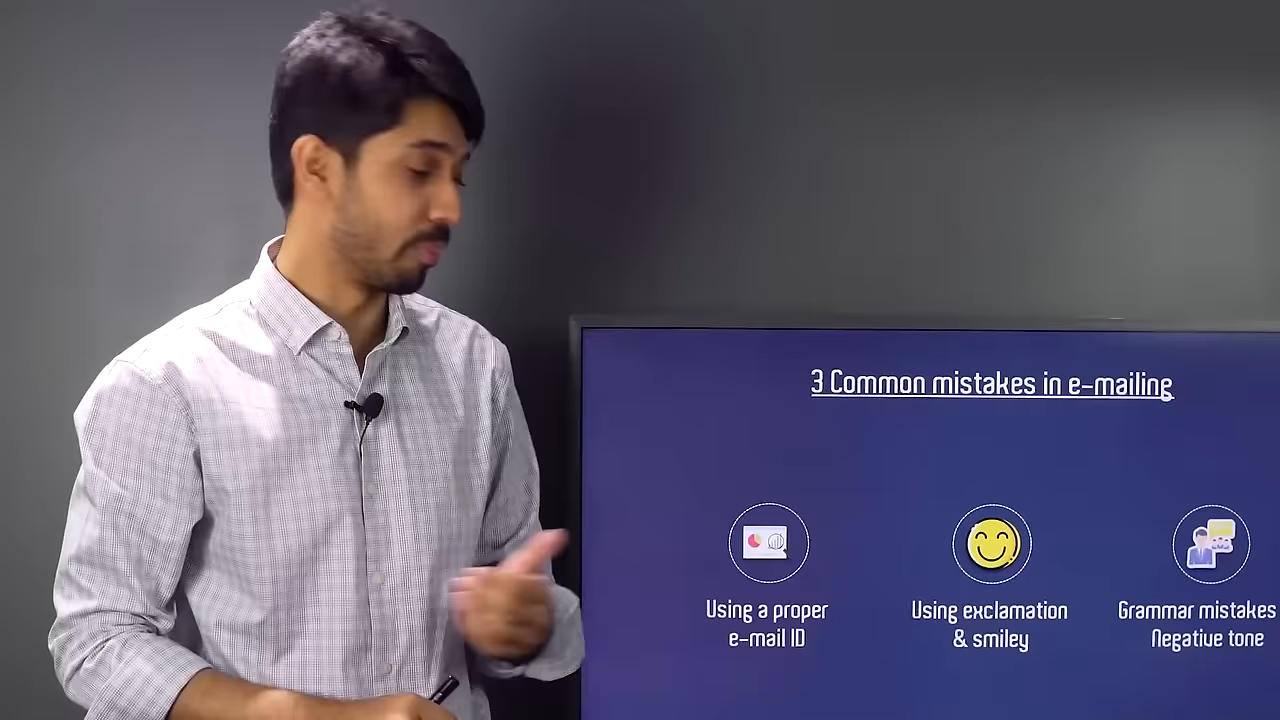 3 Common mistakes in e-mailing
Using a proper
e-mail ID
Using exclamation
& smiley
Grammar mistakes
Negative tone